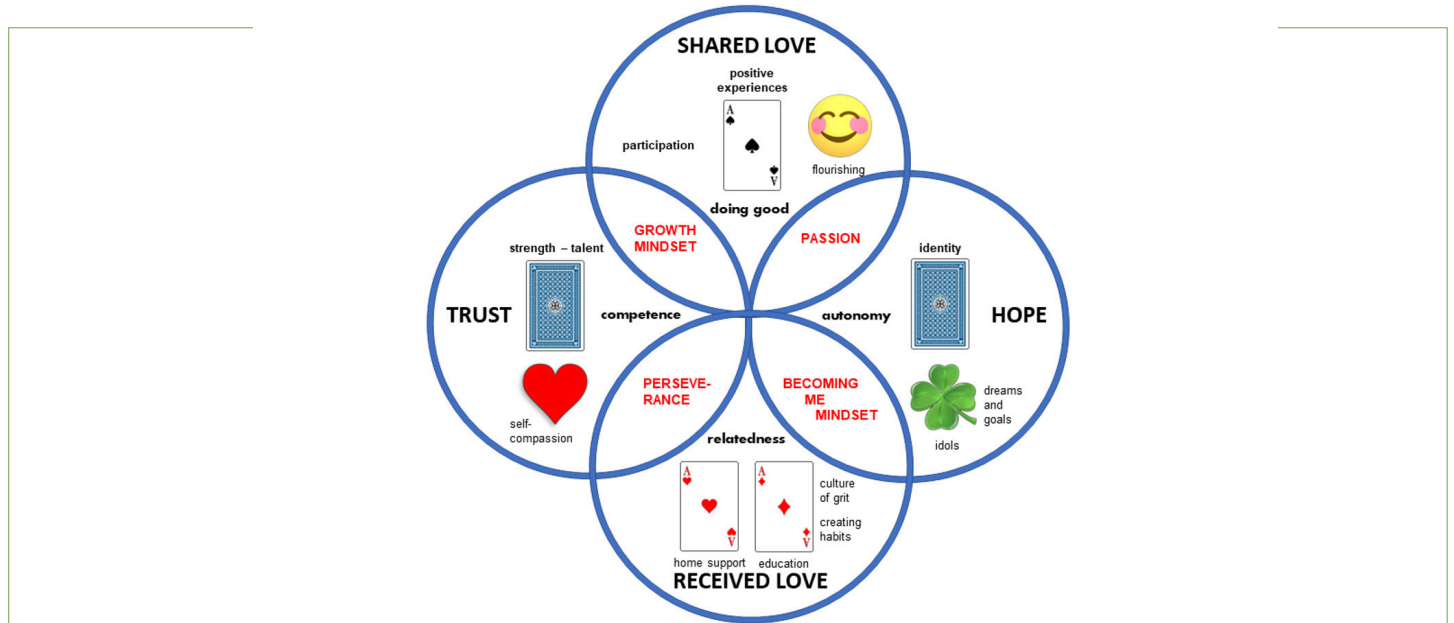 SHARED LOVE
positive
experiences
A
A
participation
flourishing
doing good
GROWTH
MINDSET
PASSION
strength – talent
identity
TRUST
competence
autonomy
HOPE
PERSEVE-
RANCE
BECOMING
ME
MINDSET
self-
compassion
dreams
and
goals
idols
relatedness
A
A
A
A
culture
of grit
creating
habits
home support
education
RECEIVED LOVE